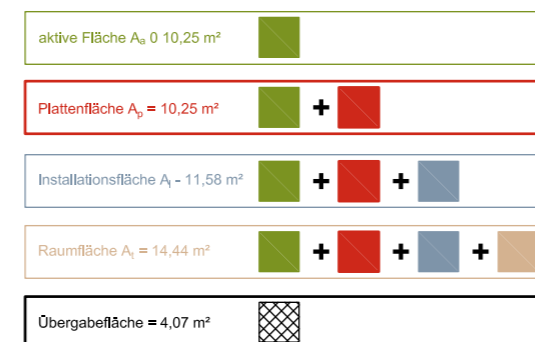 aktive Fläche Aₐ 0 10,25 m²
Plattenfläche Aₚ = 10,25 m²
+
Installationsfläche Aᵢ - 11,58 m²
+ +
Raumfläche Aₜ = 14,44 m²
+ + +
Übergabefläche = 4,07 m²